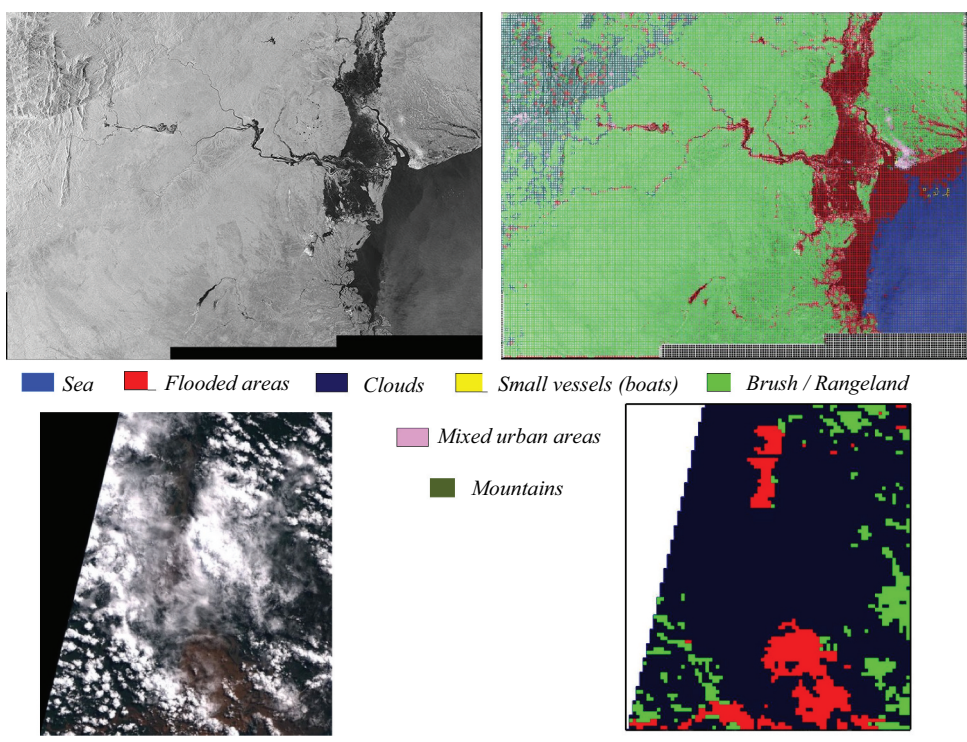 Sea Flooded areas Clouds Small vessels (boats) Brush / Rangeland
Mixed urban areas
Mountains